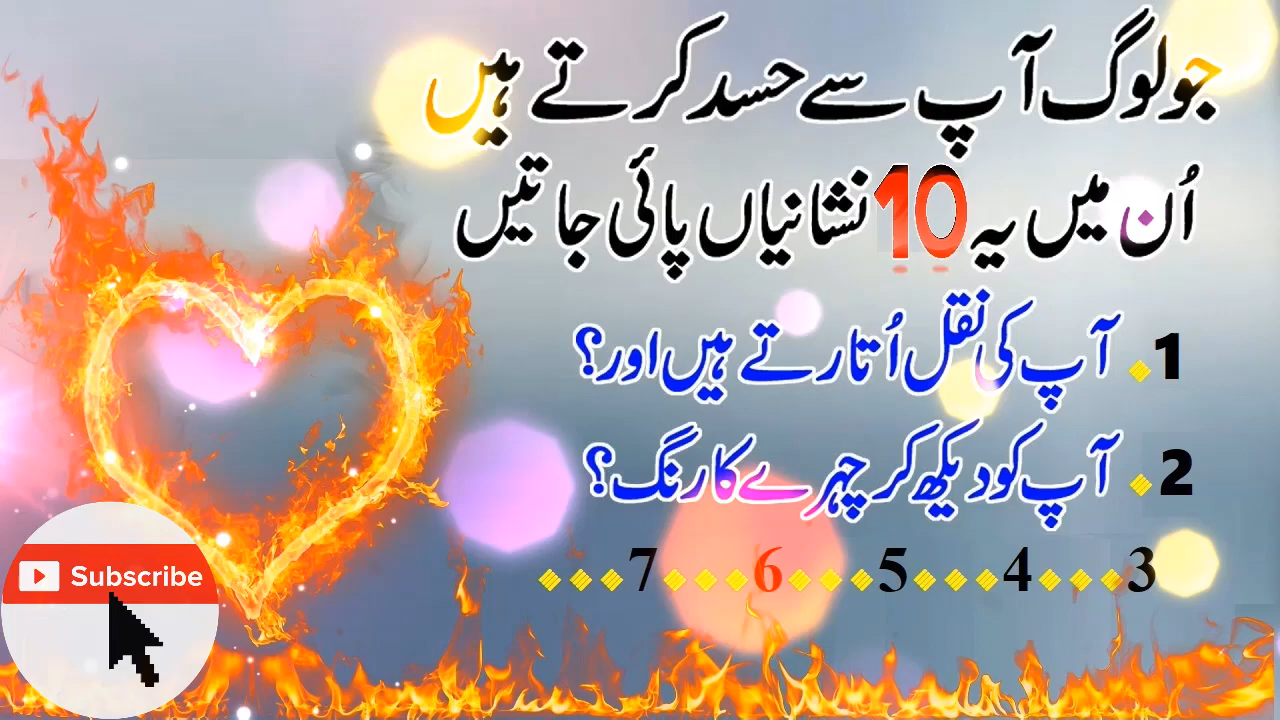 جو لوگ آپ سے حسد کرتے ہیں
اُن میں یہ 10 نشانیاں پائی جاتیں
1. آپ کی نقل اُتارتے ہیں اور؟
2. آپ کو دیکھ کر چہرے کا رنگ؟
3...4...5...6...7...
Subscribe